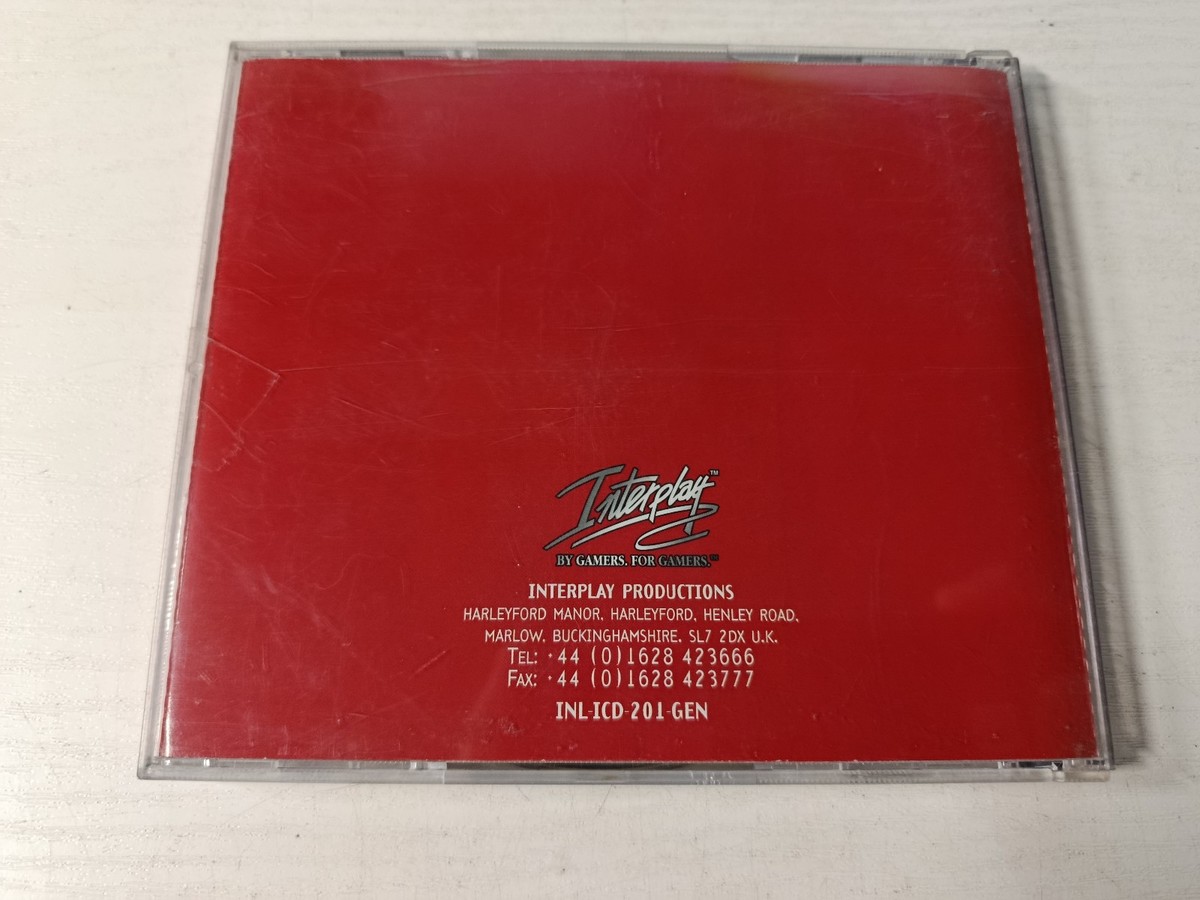 Interplay™
BY GAMERS. FOR GAMERS.™
INTERPLAY PRODUCTIONS
HARLEYFORD MANOR, HARLEYFORD, HENLEY ROAD,
MARLOW, BUCKINGHAMSHIRE. SL7 2DX U.K.
TEL: +44 (0)1628 423666
FAX: +44 (0)1628 423777
INL-ICD-201-GEN